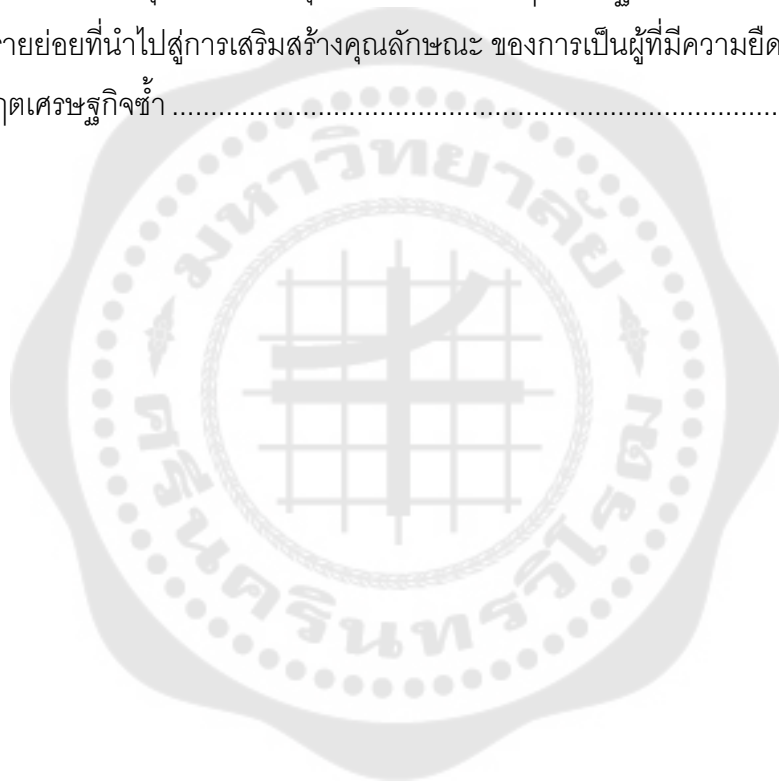 ายย่อยที่นำไปสู่การเสริมสร้างคุณลักษณะ ของการเป็นผู้ที่มีความยืด
ฤตเศรษฐกิจซ้ำ ................................................................................
มหาวิทยาลัย
ศรีนครินทรวิโรฒ